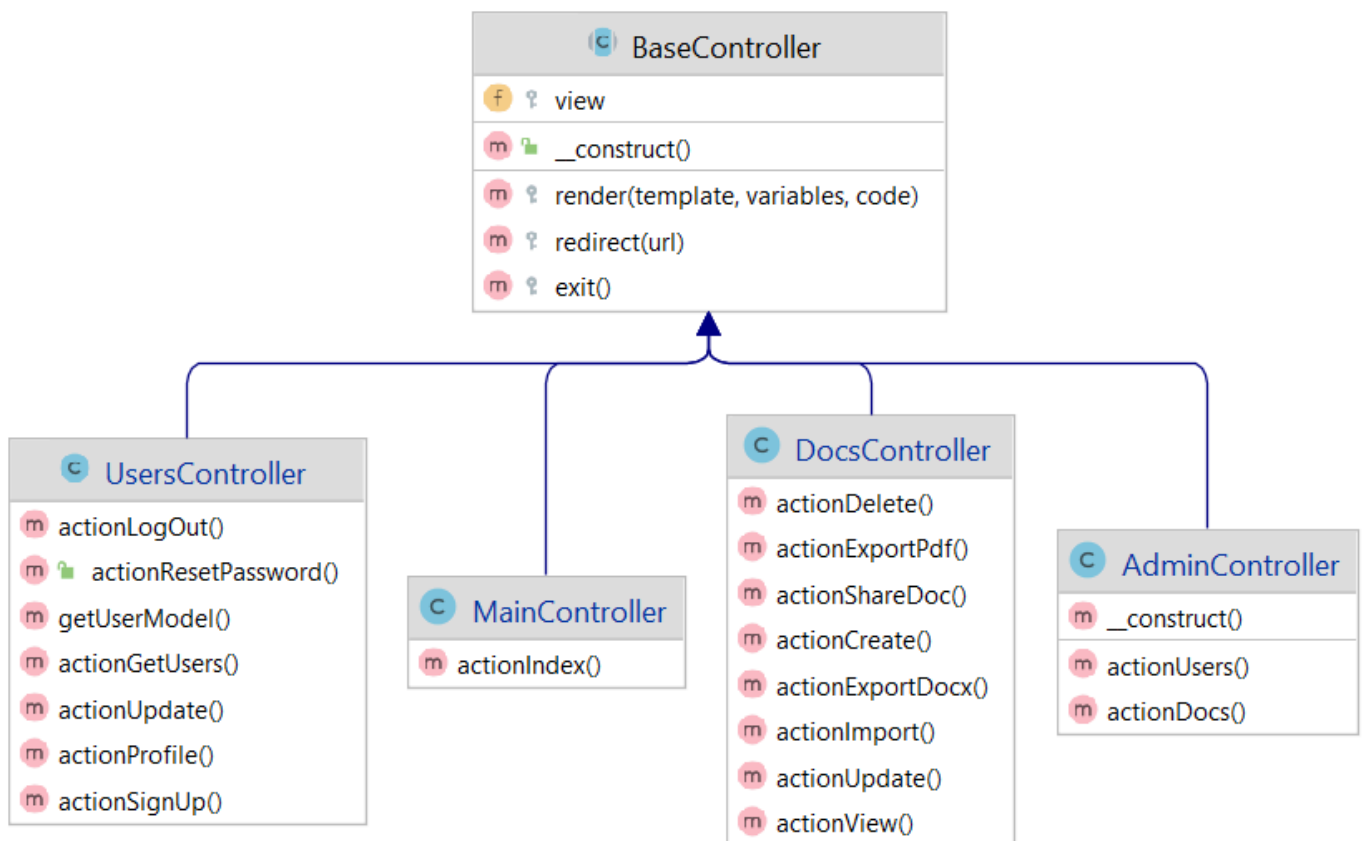 BaseController
view
__construct()
render(template, variables, code)
redirect(url)
exit()
UsersController
actionLogOut()
actionResetPassword()
getUserModel()
actionGetUsers()
actionUpdate()
actionProfile()
actionSignUp()
MainController
actionIndex()
DocsController
actionDelete()
actionExportPdf()
actionShareDoc()
actionCreate()
actionExportDocx()
actionImport()
actionUpdate()
actionView()
AdminController
__construct()
actionUsers()
actionDocs()